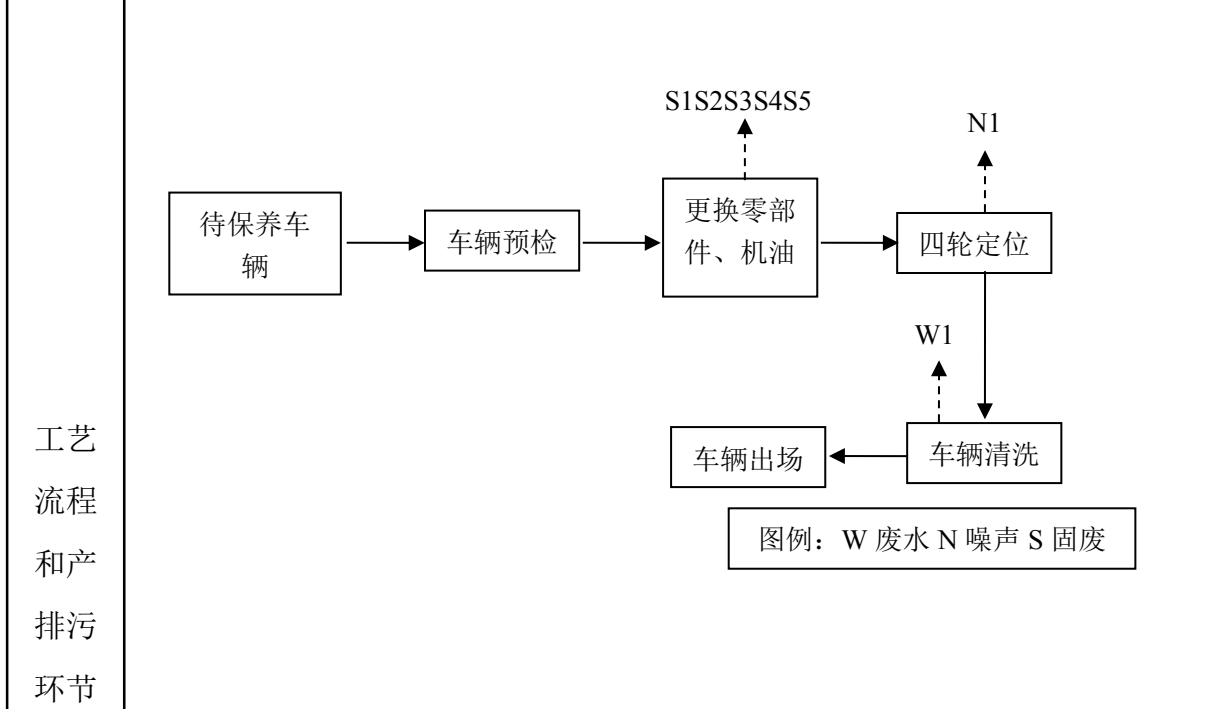 S1S2S3S4S5
N1
待保养车
辆
车辆预检
更换零部
件、机油
四轮定位
W1
车辆清洗
车辆出场
图例：W 废水 N 噪声 S 固废
工艺
流程
和产
排污
环节